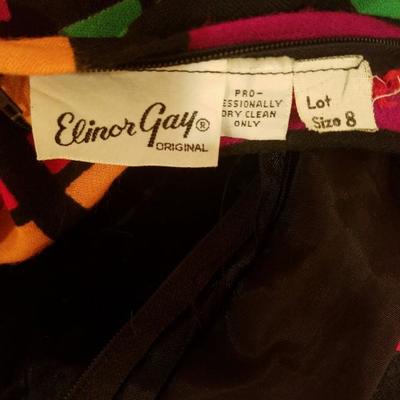 Elinor Gay®
ORIGINAL
PRO-
ESSIONALLY
DRY CLEAN
ONLY
Lot
Size 8